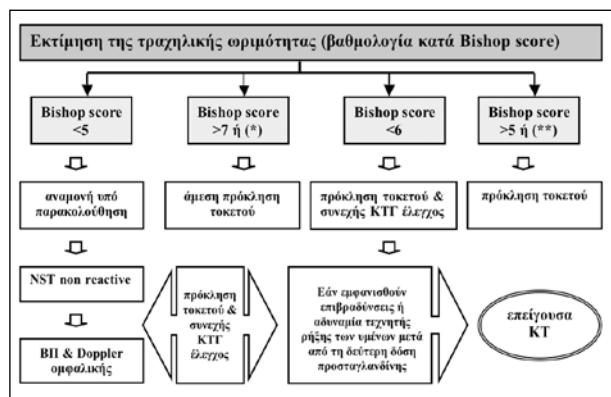 Εκτίμηση της τραχηλικής ωριμότητας (βαθμολογία κατά Bishop score)
Bishop score
<5
Bishop score
>7 ή (*)
Bishop score
<6
Bishop score
>5 ή (**)
αναμονή υπό
παρακολούθηση
άμεση πρόκληση
τοκετού
πρόκληση τοκετού &
συνεχής ΚΤΓ έλεγχος
πρόκληση τοκετού
NST non reactive
ΒΠ & Doppler
ομφαλικής
πρόκληση
τοκετού &
συνεχής
ΚΤΓ
έλεγχος
Εάν εμφανισθούν
επιβραδύνσεις ή
αδυναμία τεχνητής
ρήξης των υμένων μετά
από τη δεύτερη δόση
προσταγλανδίνης
επείγουσα
ΚΤ